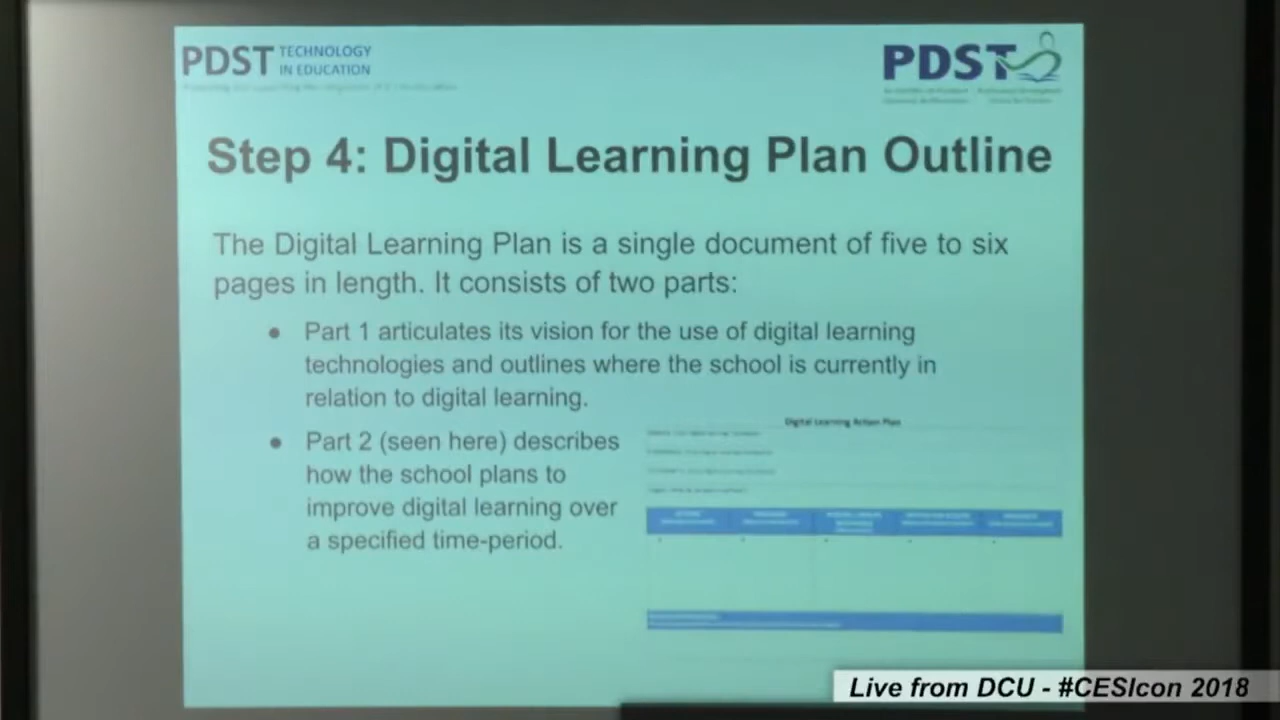 PDST TECHNOLOGY
IN EDUCATION
PDST
Step 4: Digital Learning Plan Outline
The Digital Learning Plan is a single document of five to six
pages in length. It consists of two parts:
● Part 1 articulates its vision for the use of digital learning
technologies and outlines where the school is currently in
relation to digital learning.
● Part 2 (seen here) describes
how the school plans to
improve digital learning over
a specified time-period.
Digital Learning Action Plan
Live from DCU - #CESIcon 2018